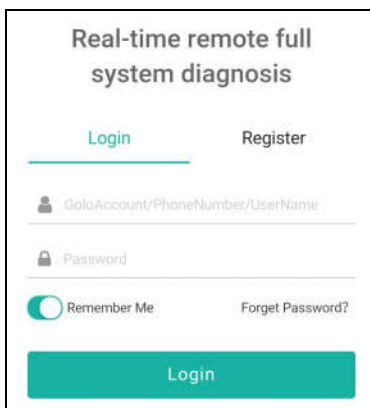 Real-time remote full
system diagnosis
Login Register
GoloAccount/PhoneNumber/UserName
Password
Remember Me Forget Password?
Login